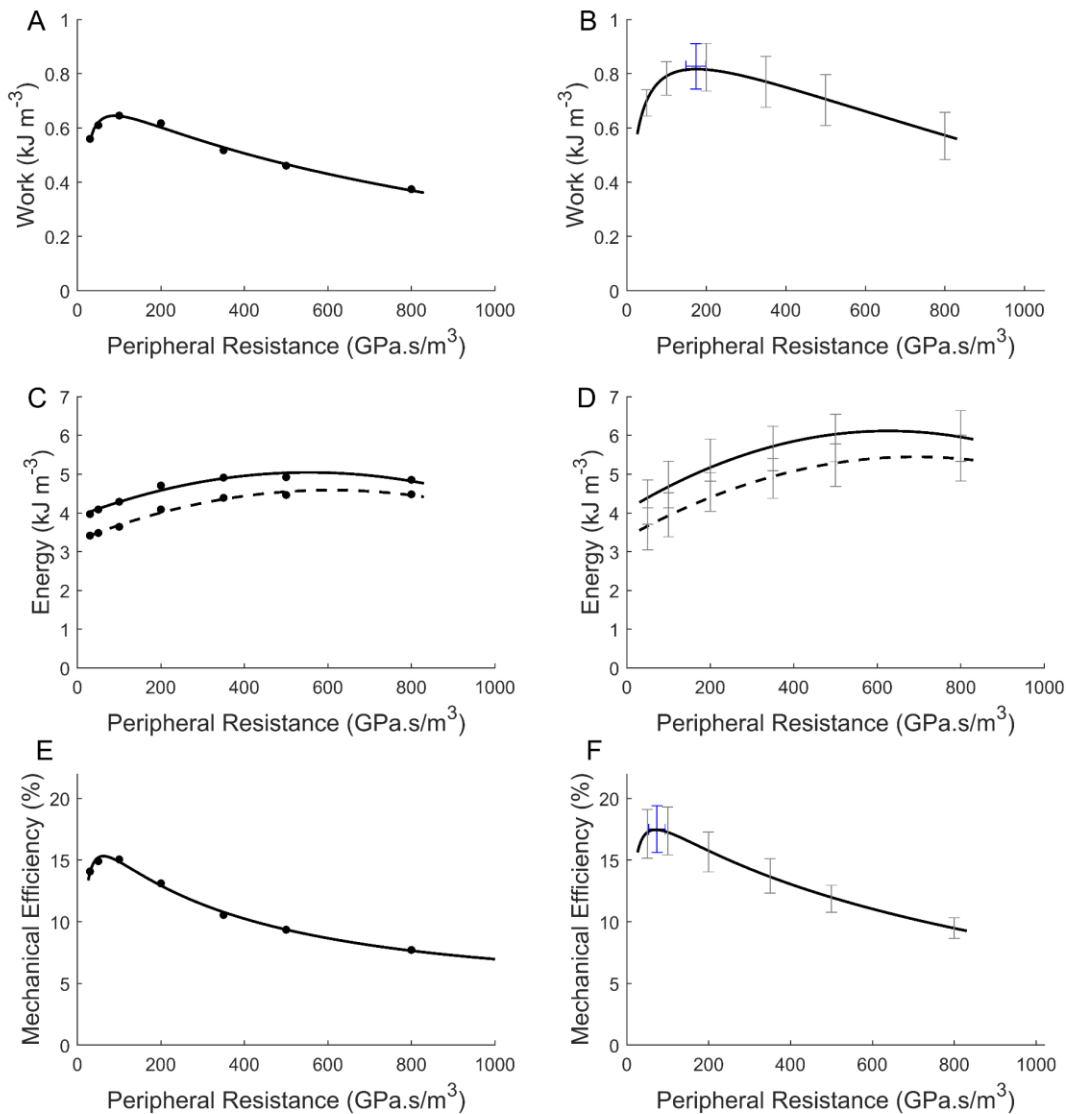 A
1
0.8
0.6
0.4
0.2
0
Work (kJ m⁻³)
0 200 400 600 800 1000
Peripheral Resistance (GPa.s/m³)
B
1
0.8
0.6
0.4
0.2
0
Work (kJ m⁻³)
0 200 400 600 800 1000
Peripheral Resistance (GPa.s/m³)
C
7
6
5
4
3
2
1
0
Energy (kJ m⁻³)
0 200 400 600 800 1000
Peripheral Resistance (GPa.s/m³)
D
7
6
5
4
3
2
1
0
Energy (kJ m⁻³)
0 200 400 600 800 1000
Peripheral Resistance (GPa.s/m³)
E
20
15
10
5
0
Mechanical Efficiency (%)
0 200 400 600 800 1000
Peripheral Resistance (GPa.s/m³)
F
20
15
10
5
0
Mechanical Efficiency (%)
0 200 400 600 800 1000
Peripheral Resistance (GPa.s/m³)